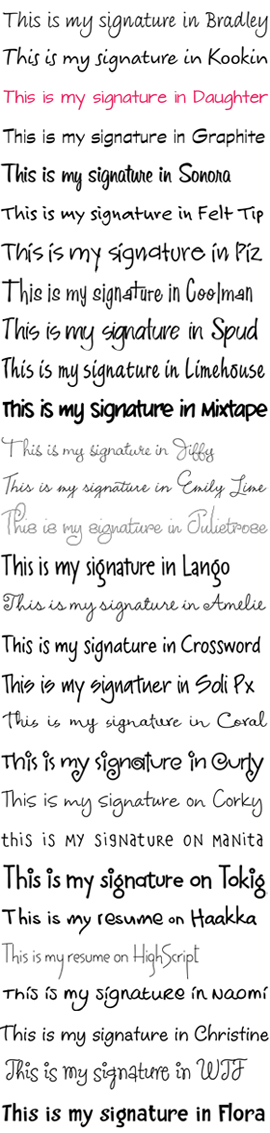 This is my signature in Bradley
This is my signature in Kookin
This is my signature in Daughter
This is my signature in Graphite
This is my signature in Sonora
This is my signature in Felt Tip
This is my signature in Piz
This is my signature in Coolman
This is my signature in Spud
This is my signature in Limehouse
This is my signature in Mixtape
This is my signature in Jiffy
This is my signature in Emily Lime
This is my signature in Julietrose
This is my signature in Lango
This is my signature in Amelie
This is my signature in Crossword
This is my signatuer in Soli Px
This is my signature in Coral
This is my signature in Curly
This is my signature on Corky
this is my signature on manita
This is my signature on Tokig
This is my resume on Haakka
This is my resume on HighScript
This is my signature in Naomi
This is my signature in Christine
This is my signature in WTF
This is my signature in Flora